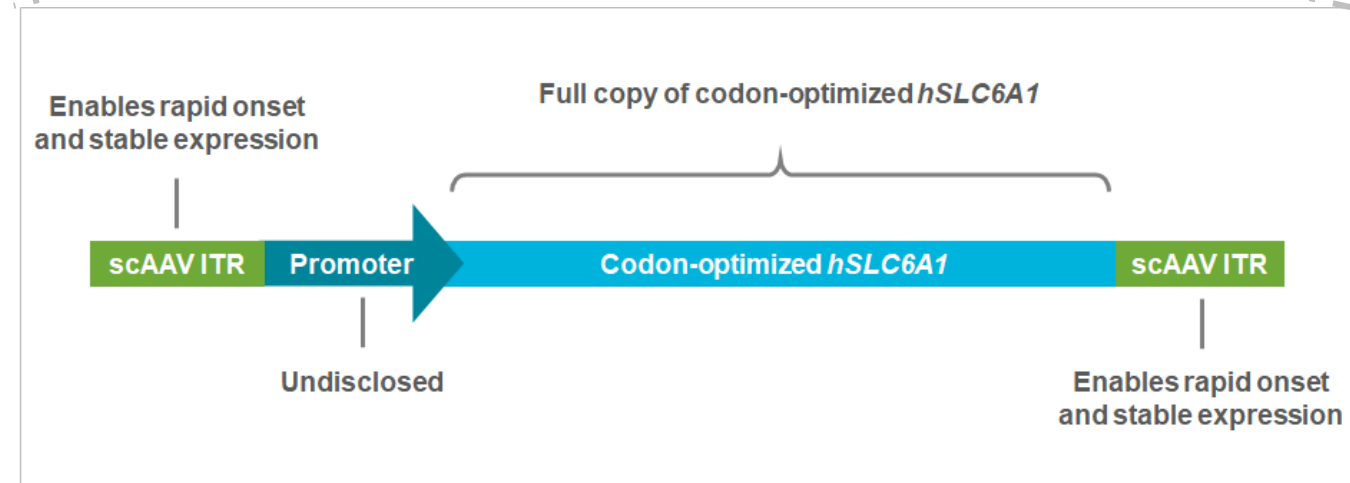 Enables rapid onset
and stable expression
Full copy of codon-optimized hSLC6A1
scAAV ITR
Promoter
Codon-optimized hSLC6A1
scAAV ITR
Undisclosed
Enables rapid onset
and stable expression